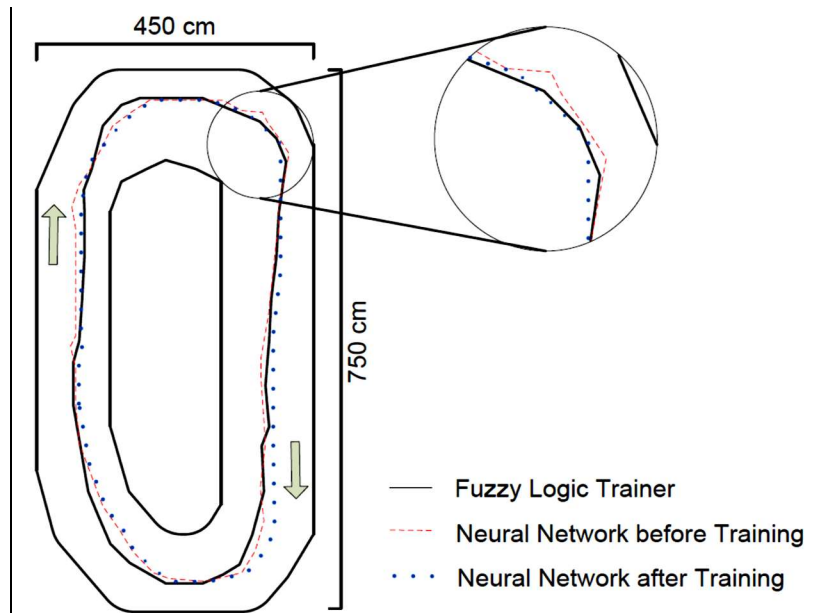 450 cm
750 cm
Fuzzy Logic Trainer
Neural Network before Training
Neural Network after Training